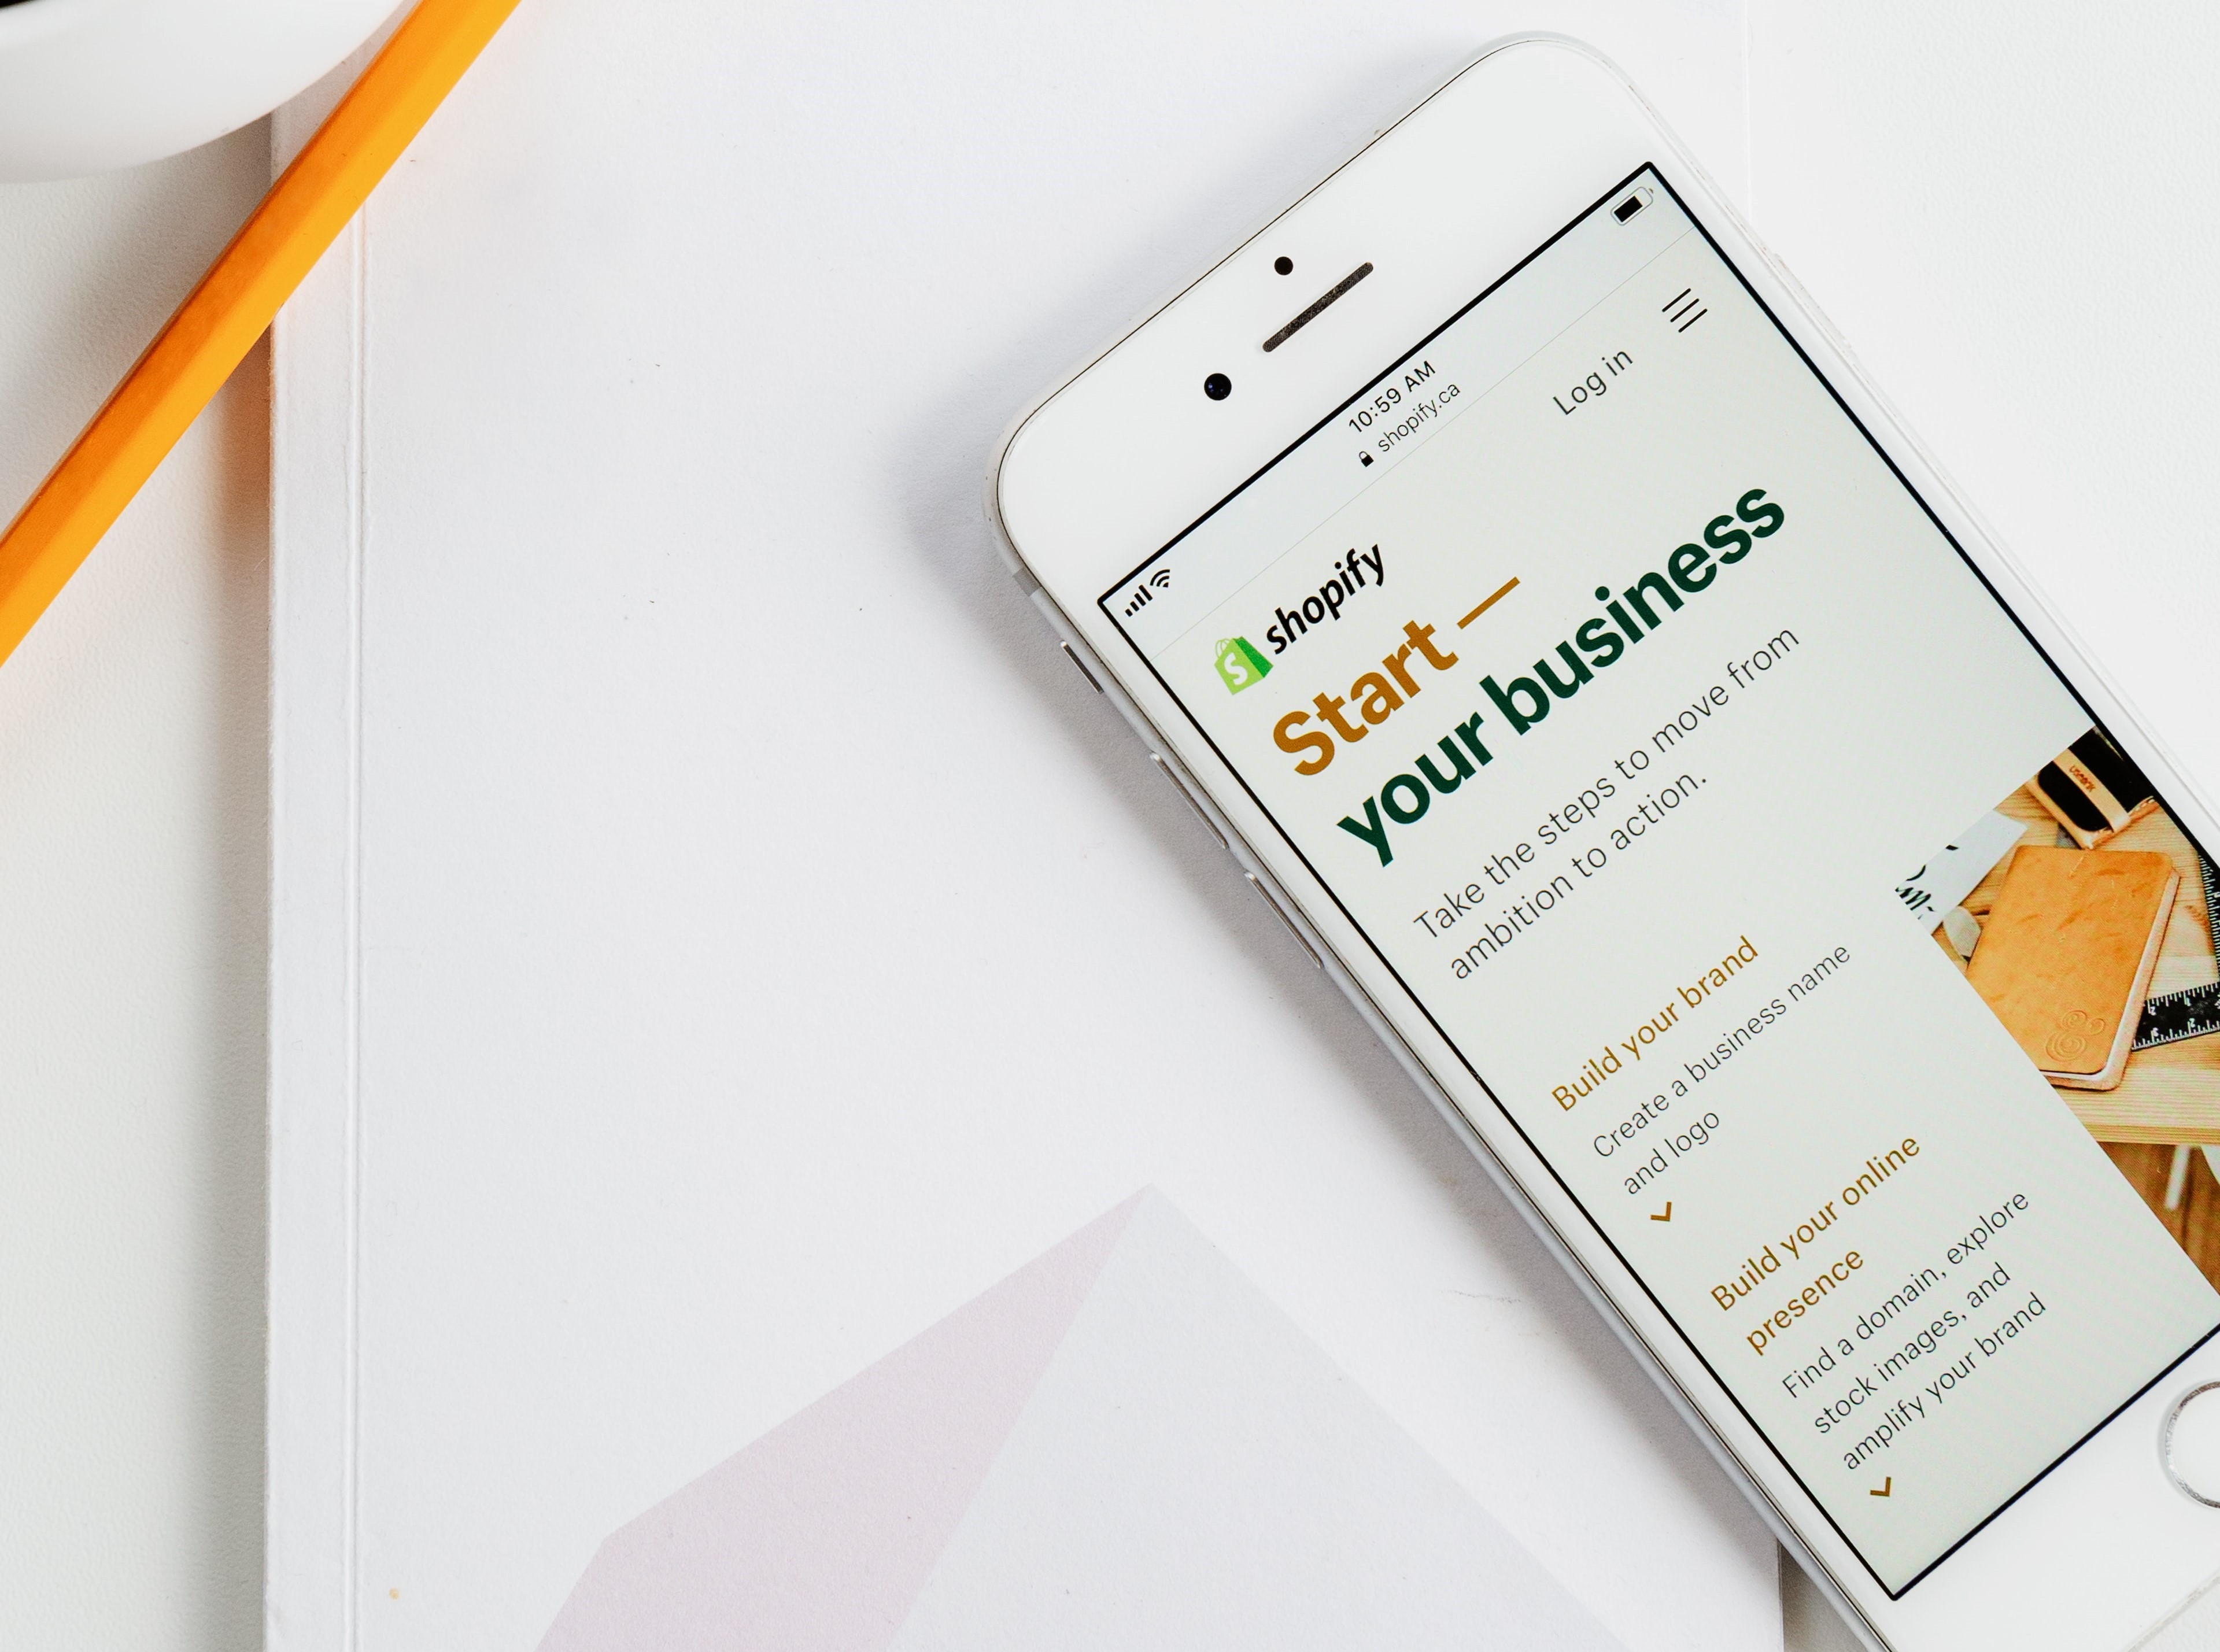 10:59 AM
shopify.ca
Log in
shopify
Start —
your business
Take the steps to move from
ambition to action.
Build your brand
Create a business name
and logo
Build your online
presence
Find a domain, explore
stock images, and
amplify your brand